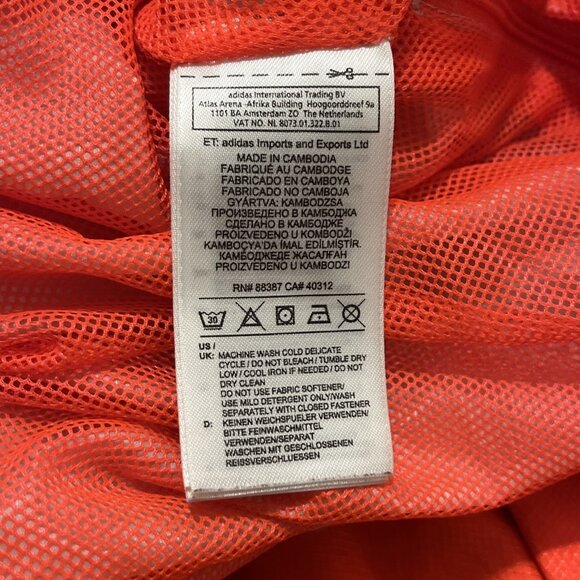 adidas International Trading BV
Atlas Arena -Afrika Building Hoogoorddreef 9a
1101 BA Amsterdam ZO The Netherlands
VAT NO. NL 8073.01.322.B.01
ET: adidas Imports and Exports Ltd
MADE IN CAMBODIA
FABRIQUÉ AU CAMBODGE
FABRICADO EN CAMBOYA
FABRICADO NO CAMBOJA
GYÁRTVA: KAMBODZSA
ПРОИЗВЕДЕНО В КАМБОДЖА
СДЕЛАНО В КАМБОДЖЕ
PROIZVEDENO U KOMBODŽI
KAMBOÇYA'DA İMAL EDİLMİŞTİR.
КАМБОДЖЕДЕ ЖАСАЛҒАН
PROIZVEDENO V KAMBODZI
RN# 88387 CA# 40312
30
US /
UK: MACHINE WASH COLD DELICATE
CYCLE / DO NOT BLEACH / TUMBLE DRY
LOW / COOL IRON IF NEEDED / DO NOT
DRY CLEAN
DO NOT USE FABRIC SOFTENER/
USE MILD DETERGENT ONLY/WASH
SEPARATELY WITH CLOSED FASTENER
D: KEINEN WEICHSPUELER VERWENDEN/
BITTE FEINWASCHMITTEL
VERWENDEN/SEPARAT
WASCHEN MIT GESCHLOSSENEN
REISSVERSCHLUESSEN